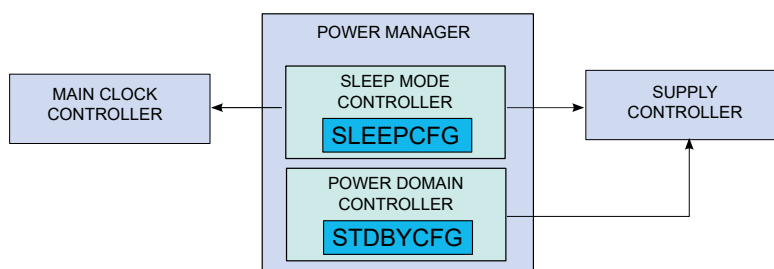 POWER MANAGER
MAIN CLOCK
CONTROLLER
SLEEP MODE
CONTROLLER
SLEEPCFG
SUPPLY
CONTROLLER
POWER DOMAIN
CONTROLLER
STDBYCFG